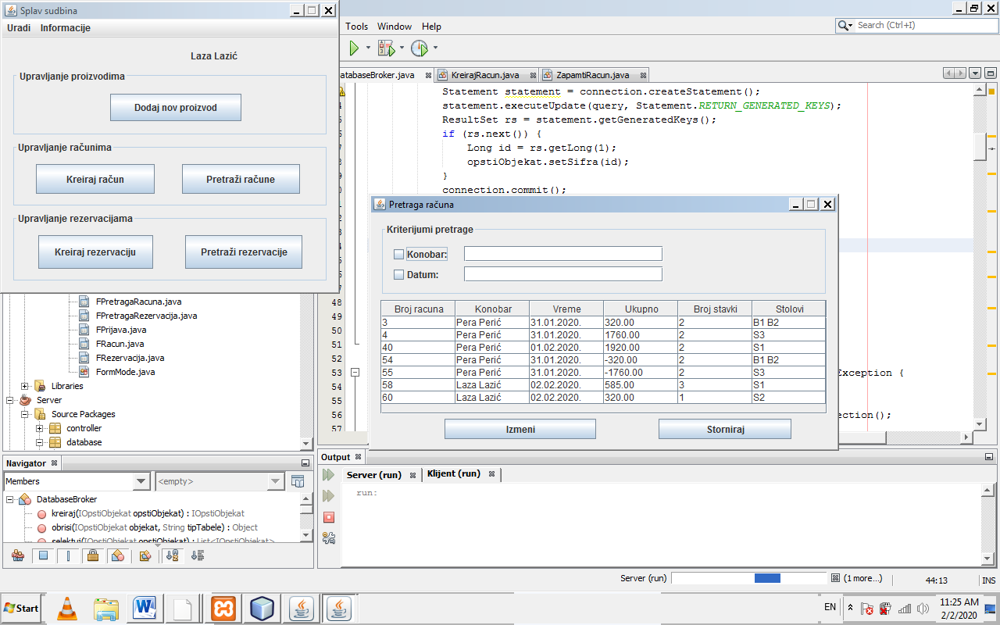 Splav sudbina
Uradi Informacije
Laza Lazić
Upravljanje proizvodima
Dodaj nov proizvod
Upravljanje računima
Kreiraj račun Pretraži račune
Upravljanje rezervacijama
Kreiraj rezervaciju Pretraži rezervacije
Tools Window Help
Search (Ctrl+I)
atabaseBroker.java KreirajRacun.java ZapamtiRacun.java
Statement statement = connection.createStatement();
statement.executeUpdate(query, Statement.RETURN_GENERATED_KEYS);
ResultSet rs = statement.getGeneratedKeys();
if (rs.next()) {
Long id = rs.getLong(1);
opstiObjekat.setSifra(id);
}
connection.commit();
Pretraga računa
Kriterijumi pretrage
Konobar:
Datum:
Broj racuna Konobar Vreme Ukupno Broj stavki Stolovi
3 Pera Perić 31.01.2020. 320.00 2 B1 B2
4 Pera Perić 31.01.2020. 1760.00 2 S3
40 Pera Perić 01.02.2020. 1920.00 2 S1
54 Pera Perić 31.01.2020. -320.00 2 B1 B2
55 Pera Perić 31.01.2020. -1760.00 2 S3
58 Laza Lazić 02.02.2020. 585.00 3 S1
60 Laza Lazić 02.02.2020. 320.00 1 S2
Izmeni Storniraj
48
49
50
51
52
53 Exception {
54
55
56 ection();
57
FPretragaRacuna.java
FPretragaRezervacija.java
FPrijava.java
FRacun.java
FRezervacija.java
FormMode.java
Libraries
Server
Source Packages
controller
database
Navigator
Members <empty>
DatabaseBroker
kreiraj(IOpstiObjekat opstiObjekat) : IOpstiObjekat
obrisi(IOpstiObjekat objekat, String tipTabele) : Object
selektuj(IOpstiObjekat opstiObjekat) : List<IOpstiObjekat>
Output
Server (run) Klijent (run)
run:
Server (run) (1 more...) 44:13 INS
Start EN 11:25 AM
2/2/2020